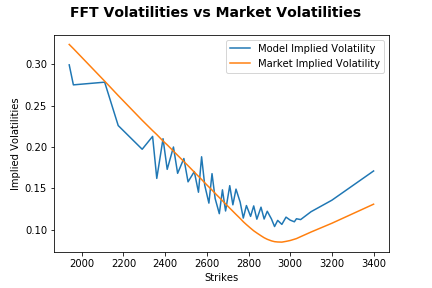 FFT Volatilities vs Market Volatilities
Model Implied Volatility
Market Implied Volatility
0.30
0.25
0.20
0.15
0.10
Implied Volatilities
2000 2200 2400 2600 2800 3000 3200 3400
Strikes